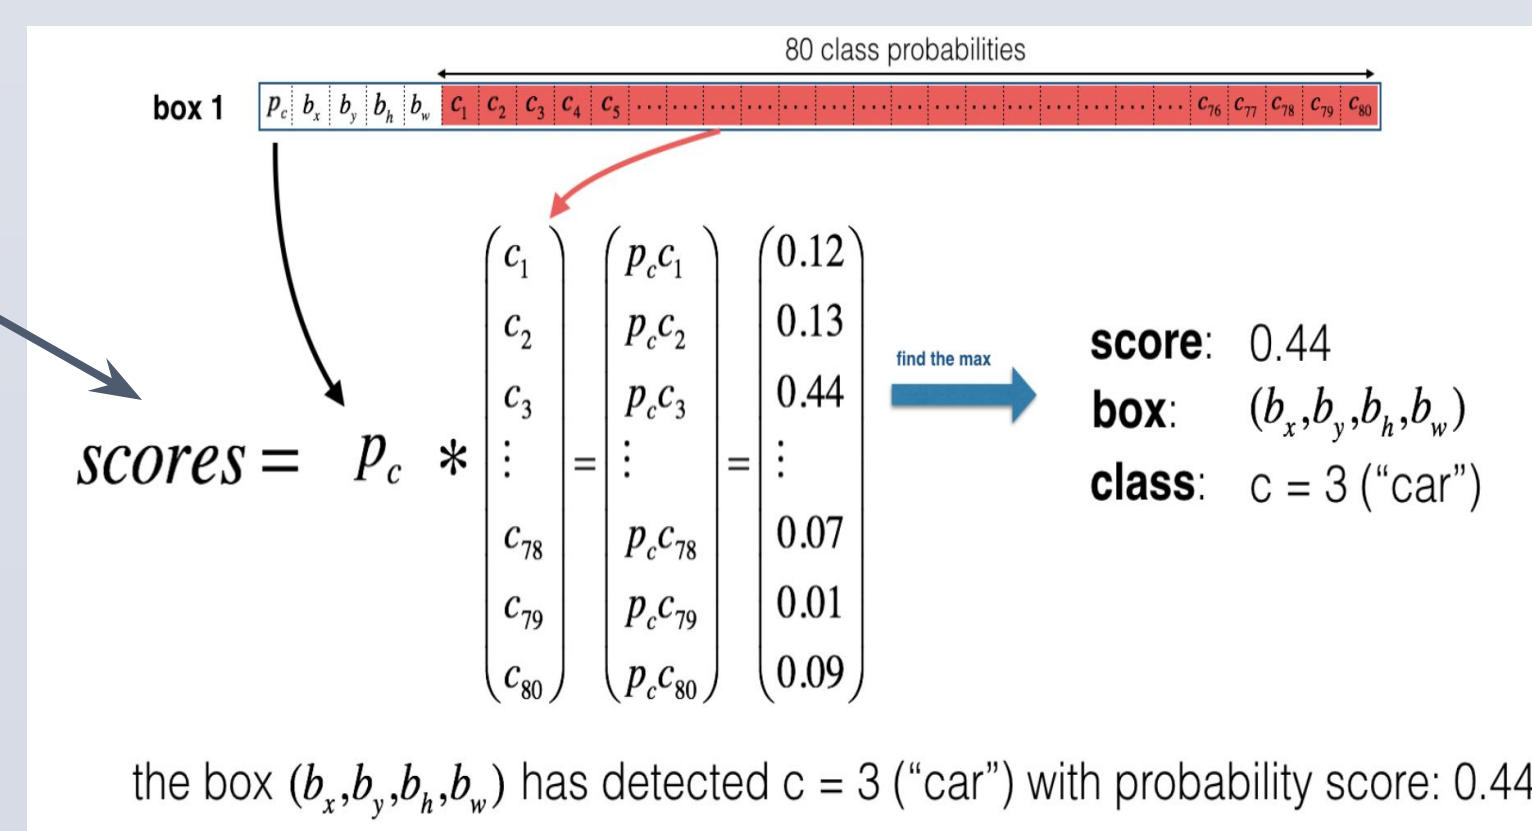 80 class probabilities
box 1 p_c b_x b_y b_h b_w c_1 c_2 c_3 c_4 c_5 ... c_76 c_77 c_78 c_79 c_80
c_1 p_c c_1 0.12
c_2 p_c c_2 0.13
c_3 p_c c_3 0.44
scores = p_c * ⋮ = ⋮ = ⋮
c_78 p_c c_78 0.07
c_79 p_c c_79 0.01
c_80 p_c c_80 0.09
find the max
score: 0.44
box: (b_x,b_y,b_h,b_w)
class: c = 3 (“car”)
the box (b_x,b_y,b_h,b_w) has detected c = 3 (“car”) with probability score: 0.44